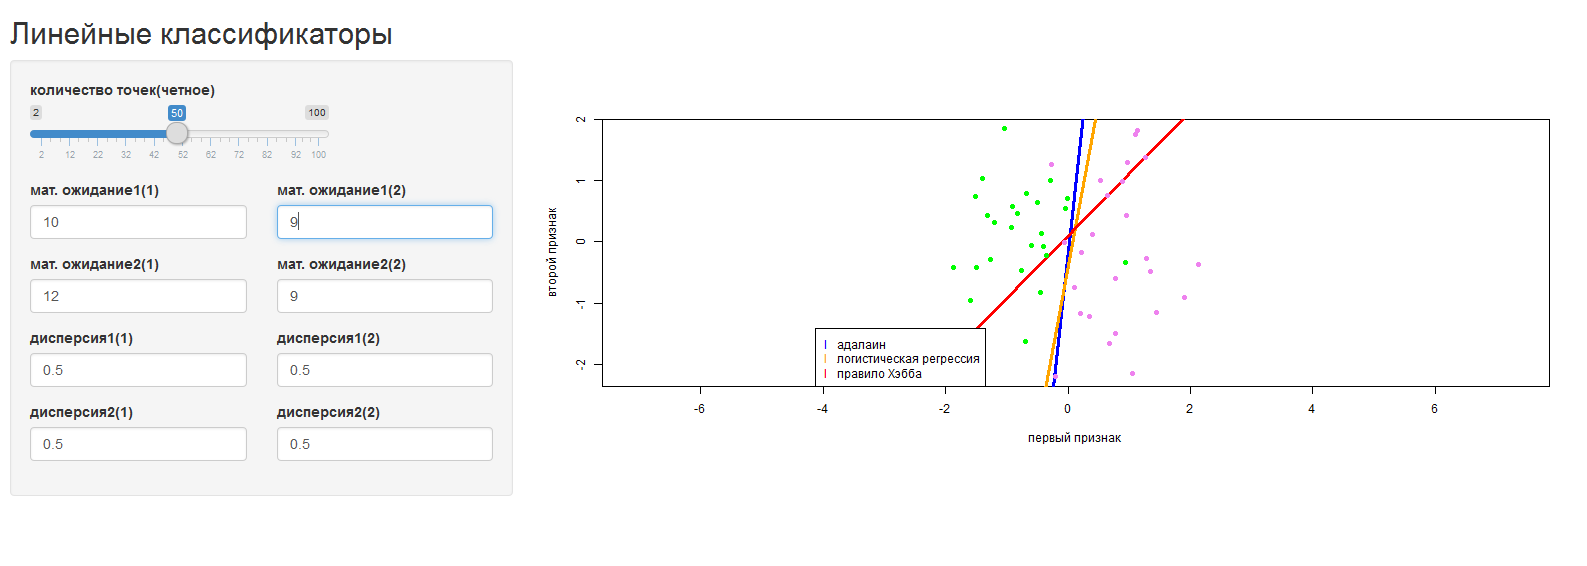 Линейные классификаторы
количество точек(четное)
2 50 100
2 12 22 32 42 52 62 72 82 92 100
мат. ожидание1(1) мат. ожидание1(2)
10 9
мат. ожидание2(1) мат. ожидание2(2)
12 9
дисперсия1(1) дисперсия1(2)
0.5 0.5
дисперсия2(1) дисперсия2(2)
0.5 0.5
второй признак
2
1
0
-1
-2
адалаин
логистическая регрессия
правило Хэбба
-6 -4 -2 0 2 4 6
первый признак